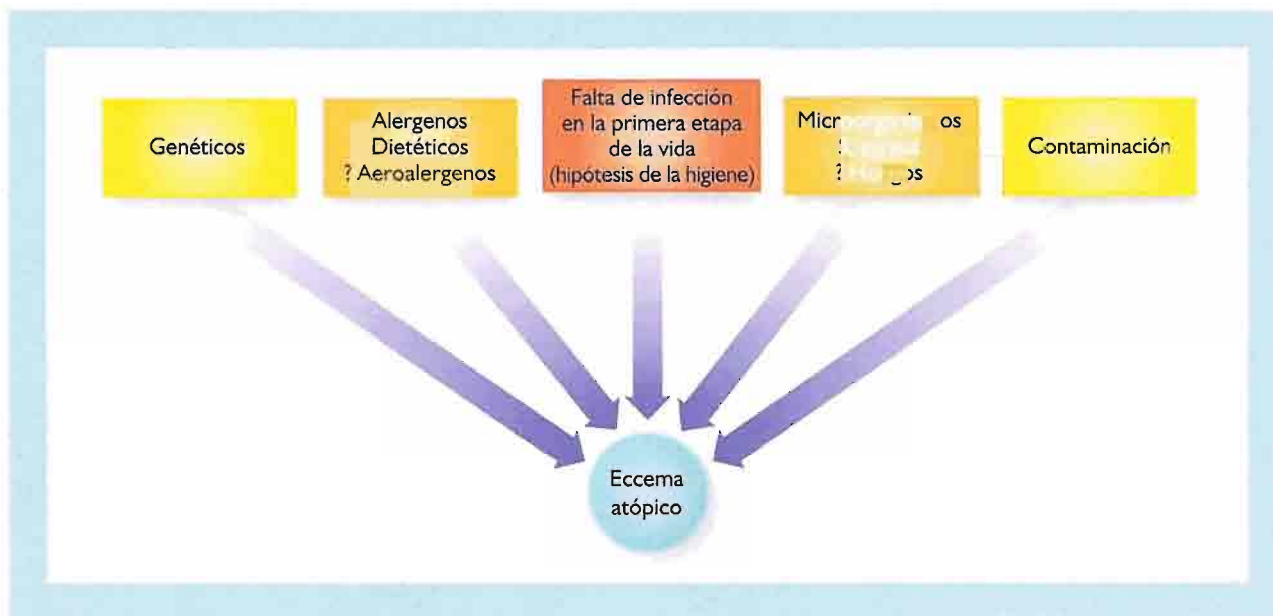 Genéticos
Alergenos
Dietéticos
? Aeroalergenos
Falta de infección
en la primera etapa
de la vida
(hipótesis de la higiene)
Contaminación
Eccema
atópico